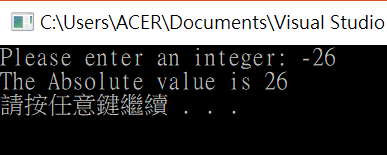 C:\Users\ACER\Documents\Visual Studio
Please enter an integer: -26
The Absolute value is 26
請按任意鍵繼續 . . .